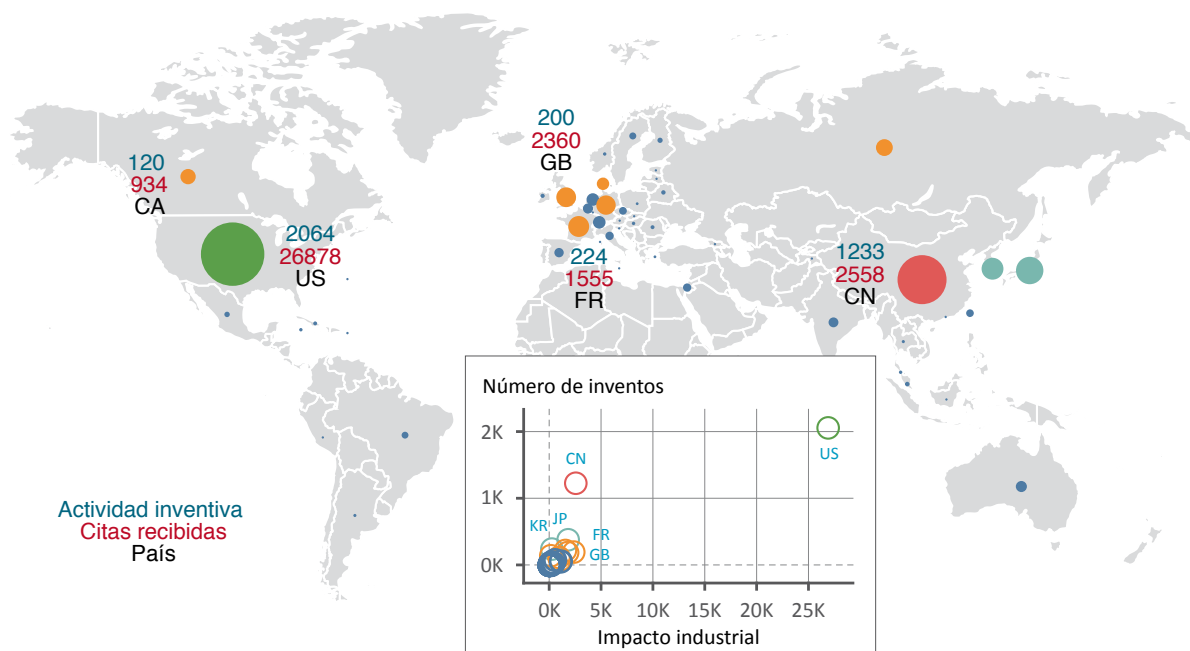 200
2360
GB
120
934
CA
2064
26878
US
224
1555
FR
1233
2558
CN
Actividad inventiva
Citas recibidas
País
Número de inventos
2K
1K
0K
US
CN
KR
JP
FR
GB
0K
5K
10K
15K
20K
25K
Impacto industrial